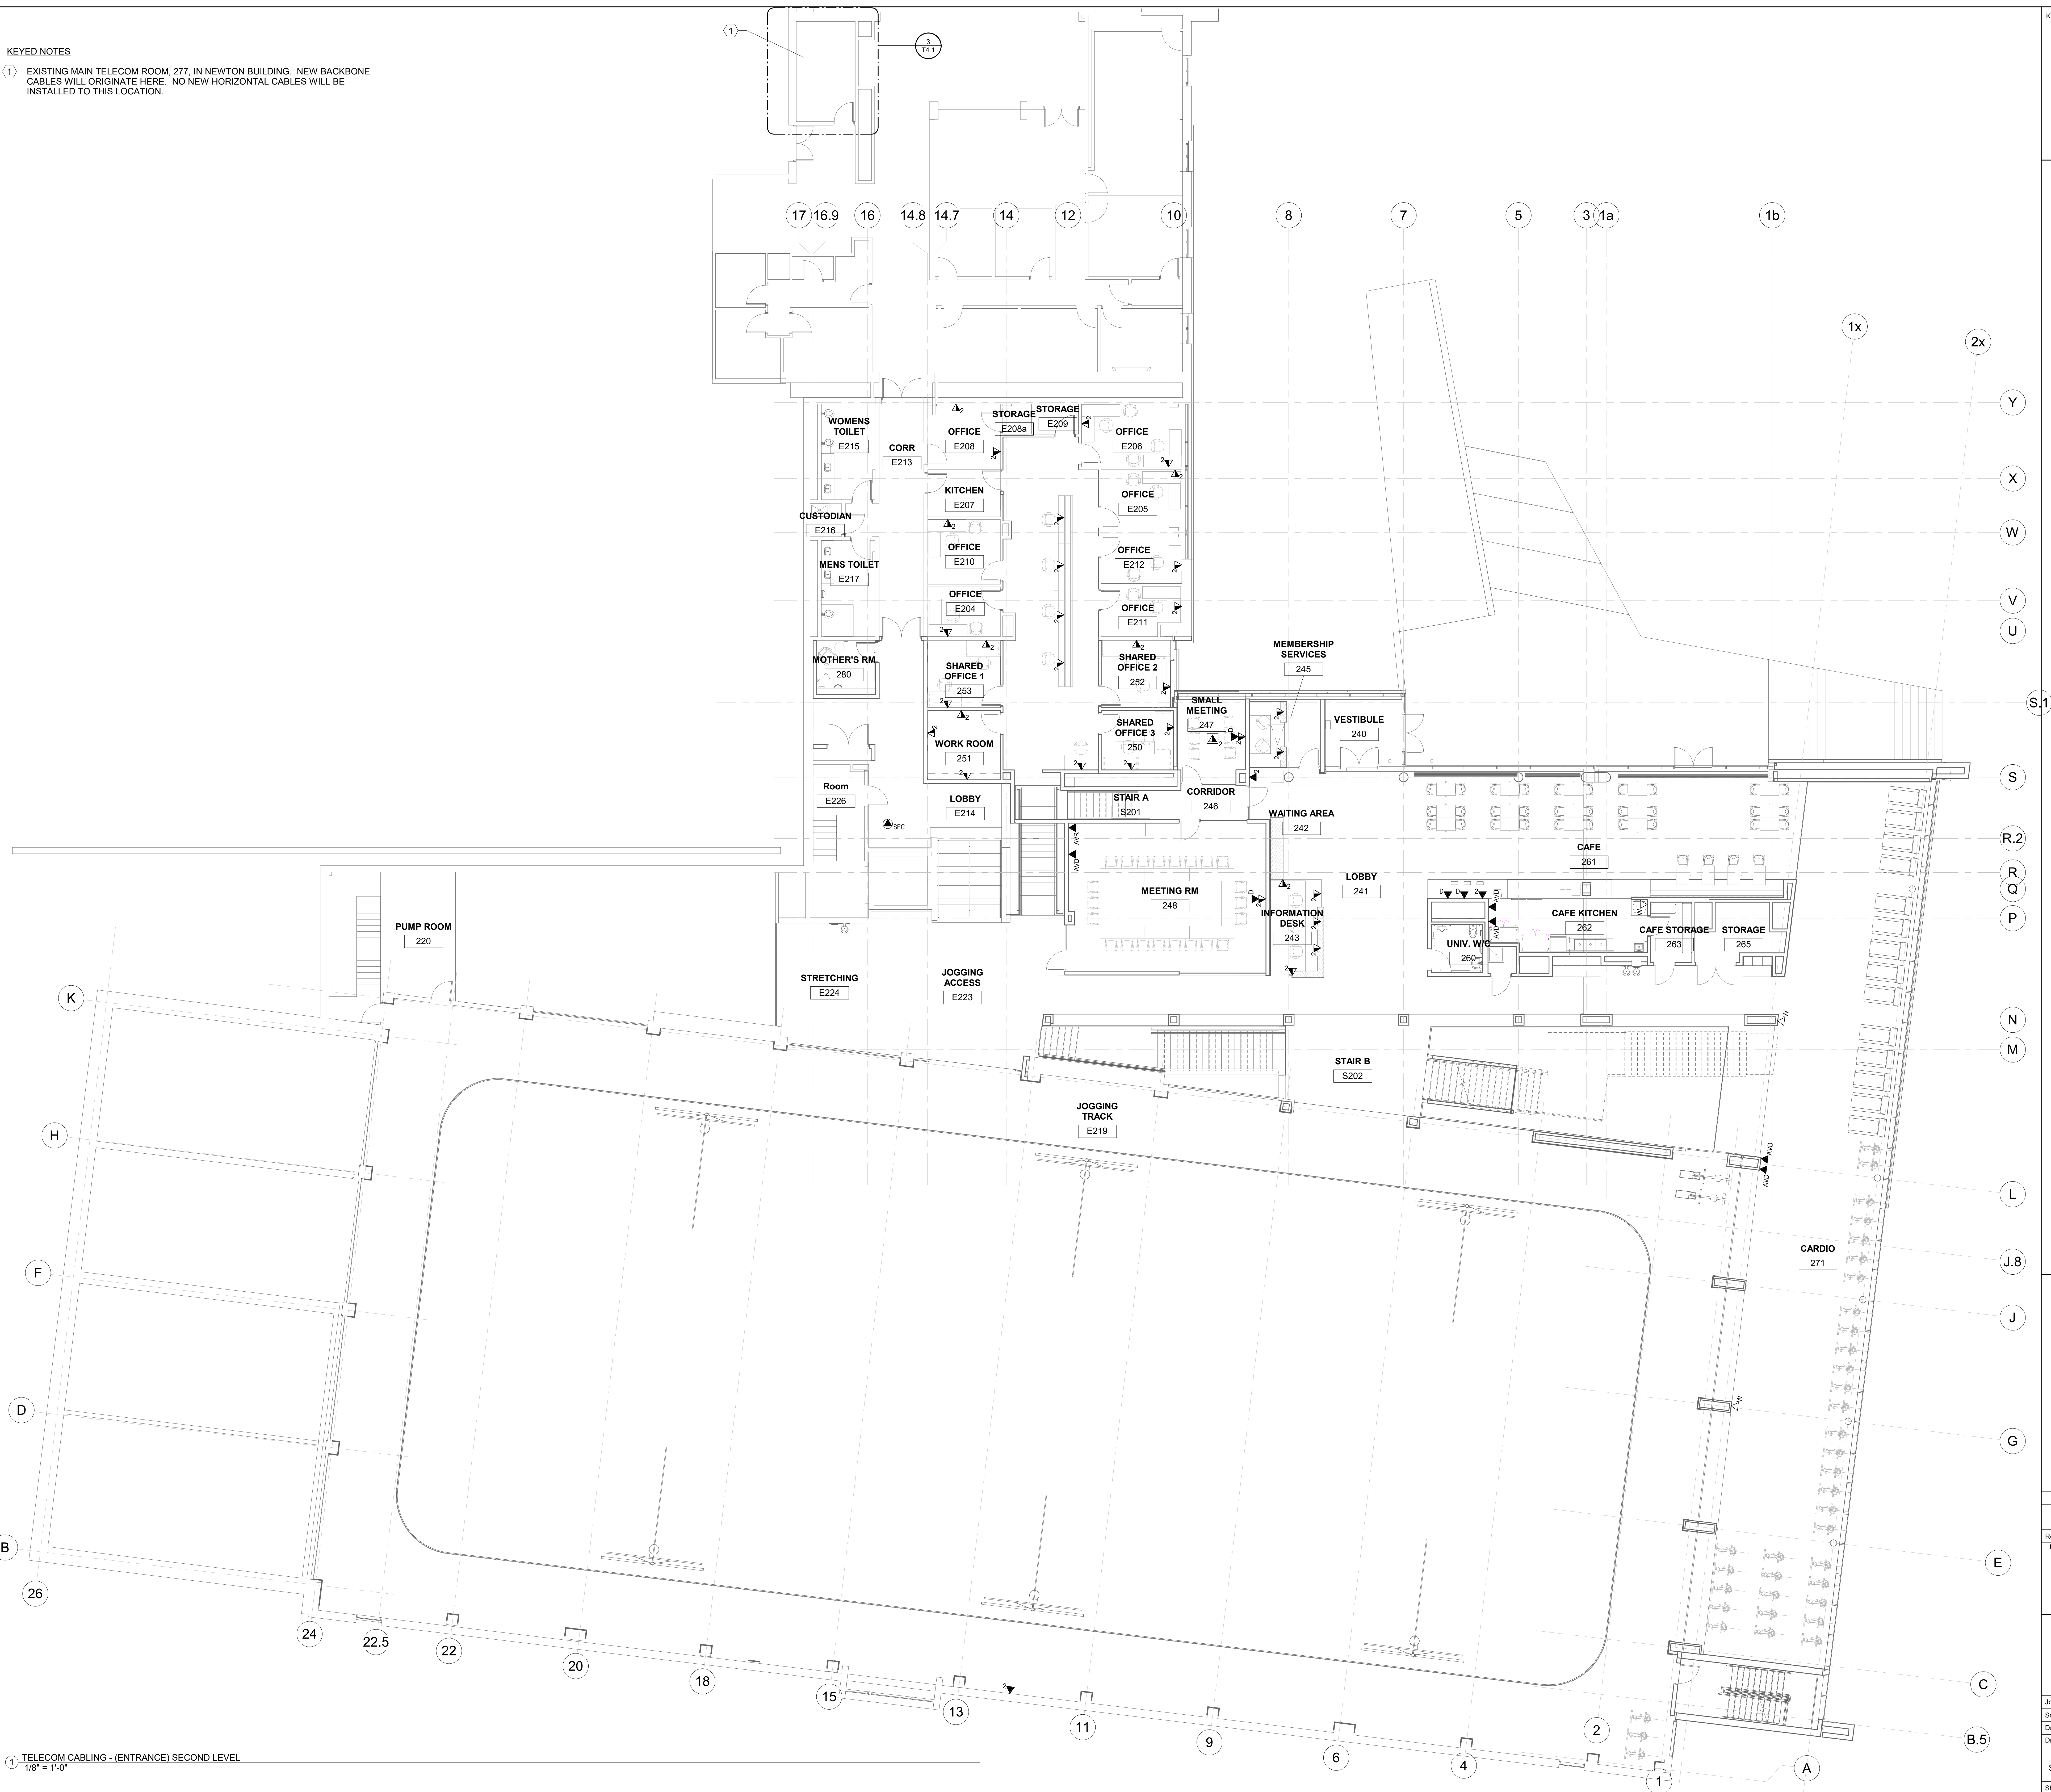 KEYED NOTES
1 EXISTING MAIN TELECOM ROOM, 277, IN NEWTON BUILDING. NEW BACKBONE
CABLES WILL ORIGINATE HERE. NO NEW HORIZONTAL CABLES WILL BE
INSTALLED TO THIS LOCATION.
1
3
T4.1
17 16.9 16 14.8 14.7 14 12 10 8 7 5 3 1a 1b
1x
2x
Y
X
W
V
U
S.1
S
R.2
R
Q
P
N
M
L
J.8
J
G
E
C
B.5
A
K
H
F
D
B
26
24
22.5
22
20
18
15
13
11
9
6
4
2
1
WOMENS
TOILET
E215
CORR
E213
OFFICE
E208
STORAGE
E208a
STORAGE
E209
OFFICE
E206
KITCHEN
E207
OFFICE
E205
CUSTODIAN
E216
OFFICE
E210
OFFICE
E212
MENS TOILET
E217
OFFICE
E204
OFFICE
E211
MOTHER'S RM
280
SHARED
OFFICE 1
253
SHARED
OFFICE 2
252
MEMBERSHIP
SERVICES
245
SMALL
MEETING
247
VESTIBULE
240
WORK ROOM
251
SHARED
OFFICE 3
250
Room
E226
LOBBY
E214
SEC
STAIR A
S201
CORRIDOR
246
WAITING AREA
242
AVR
AVD
CAFE
261
LOBBY
241
MEETING RM
248
INFORMATION
DESK
243
D
D
D
D
2
AVD
AVD
W
CAFE KITCHEN
262
CAFE STORAGE
263
STORAGE
265
UNIV. W/C
260
PUMP ROOM
220
STRETCHING
E224
JOGGING
ACCESS
E223
W
STAIR B
S202
JOGGING
TRACK
E219
AVD
AVD
CARDIO
271
W
2
1 TELECOM CABLING - (ENTRANCE) SECOND LEVEL
1/8" = 1'-0"